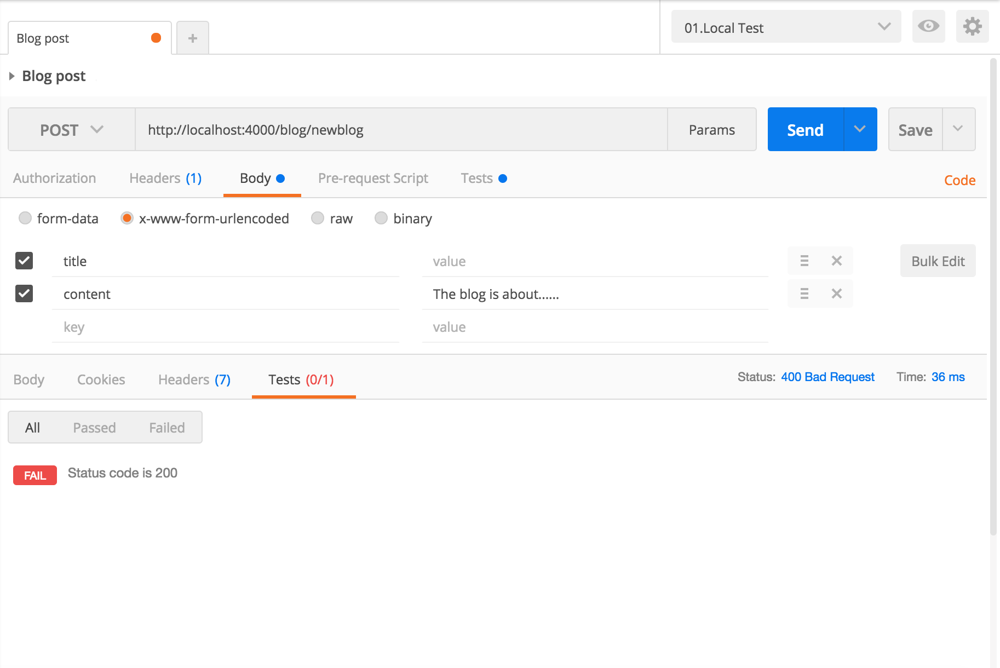 Blog post
+
01.Local Test
Blog post
POST http://localhost:4000/blog/newblog Params Send Save
Authorization Headers (1) Body Pre-request Script Tests Code
form-data x-www-form-urlencoded raw binary
title value Bulk Edit
content The blog is about......
key value
Body Cookies Headers (7) Tests (0/1) Status: 400 Bad Request Time: 36 ms
All Passed Failed
FAIL Status code is 200